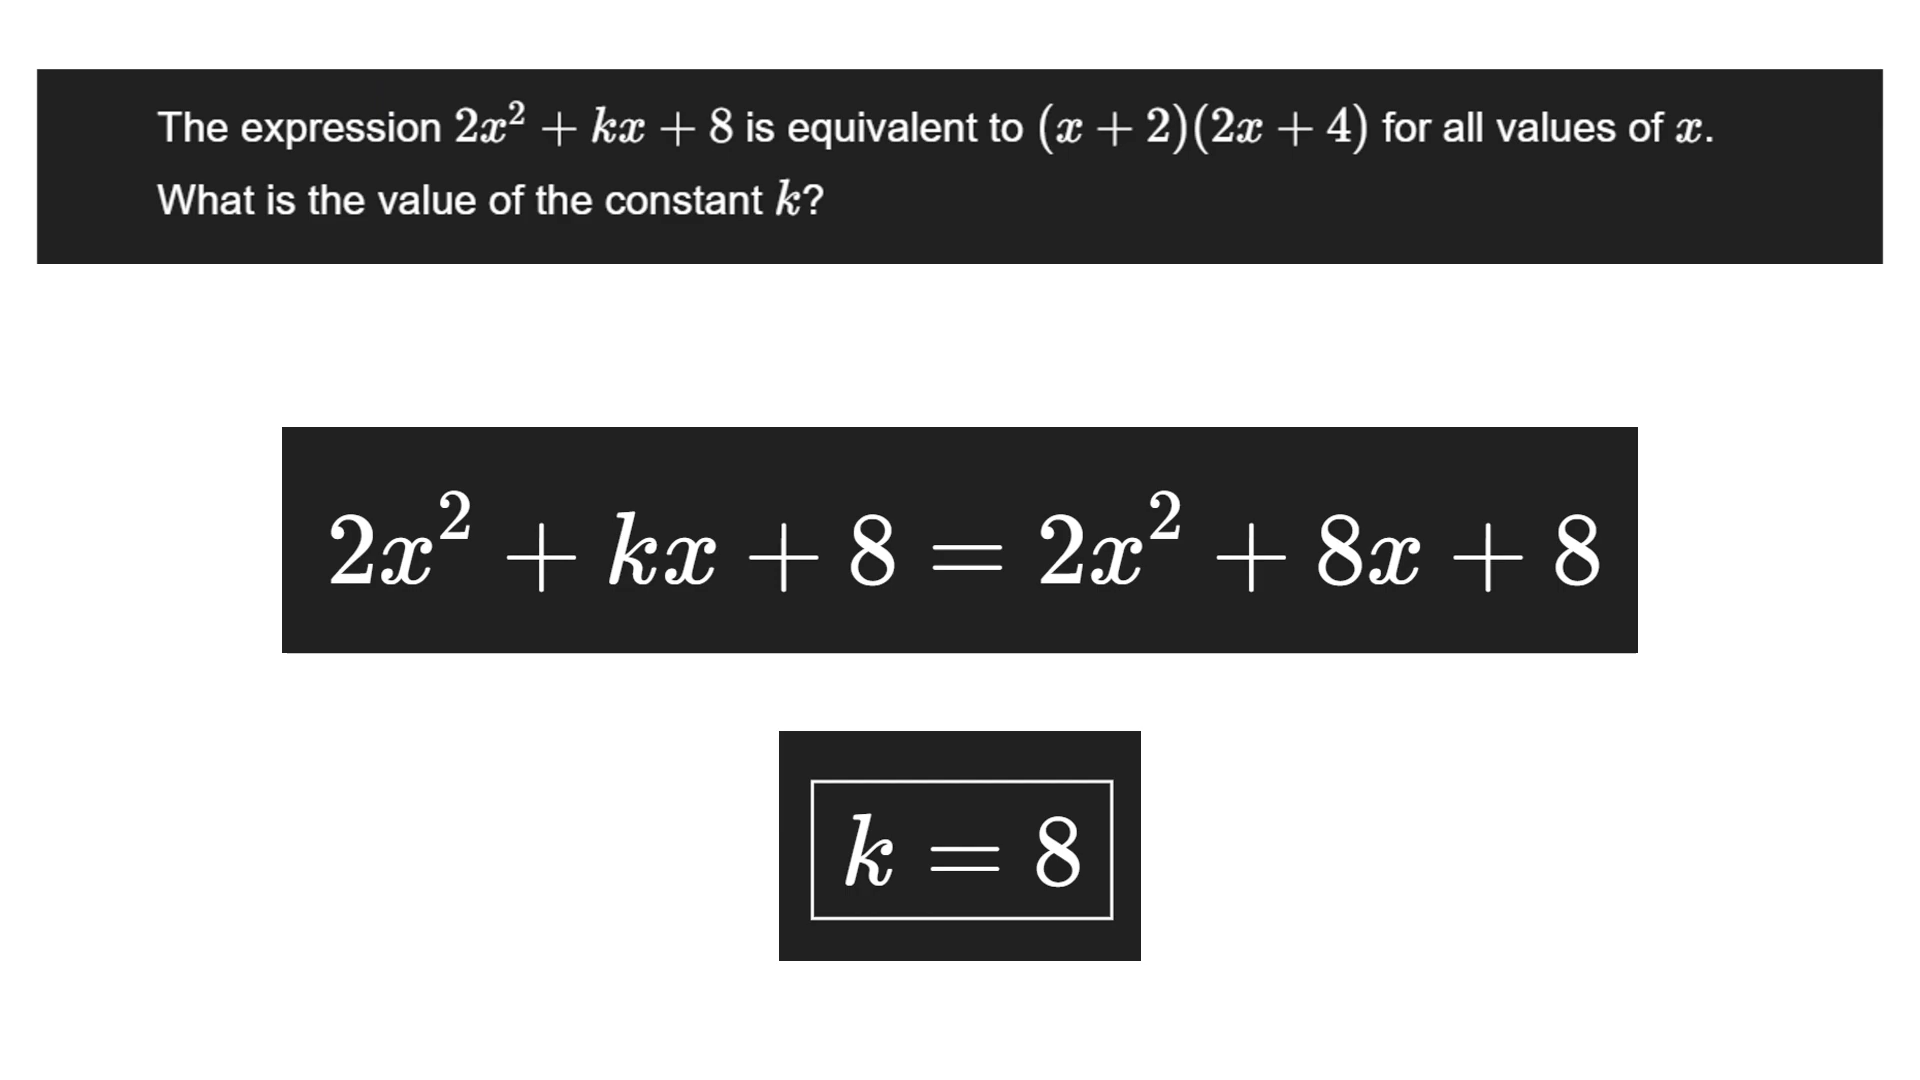 The expression 2x² + kx + 8 is equivalent to (x + 2)(2x + 4) for all values of x.
What is the value of the constant k?
2x² + kx + 8 = 2x² + 8x + 8
k = 8